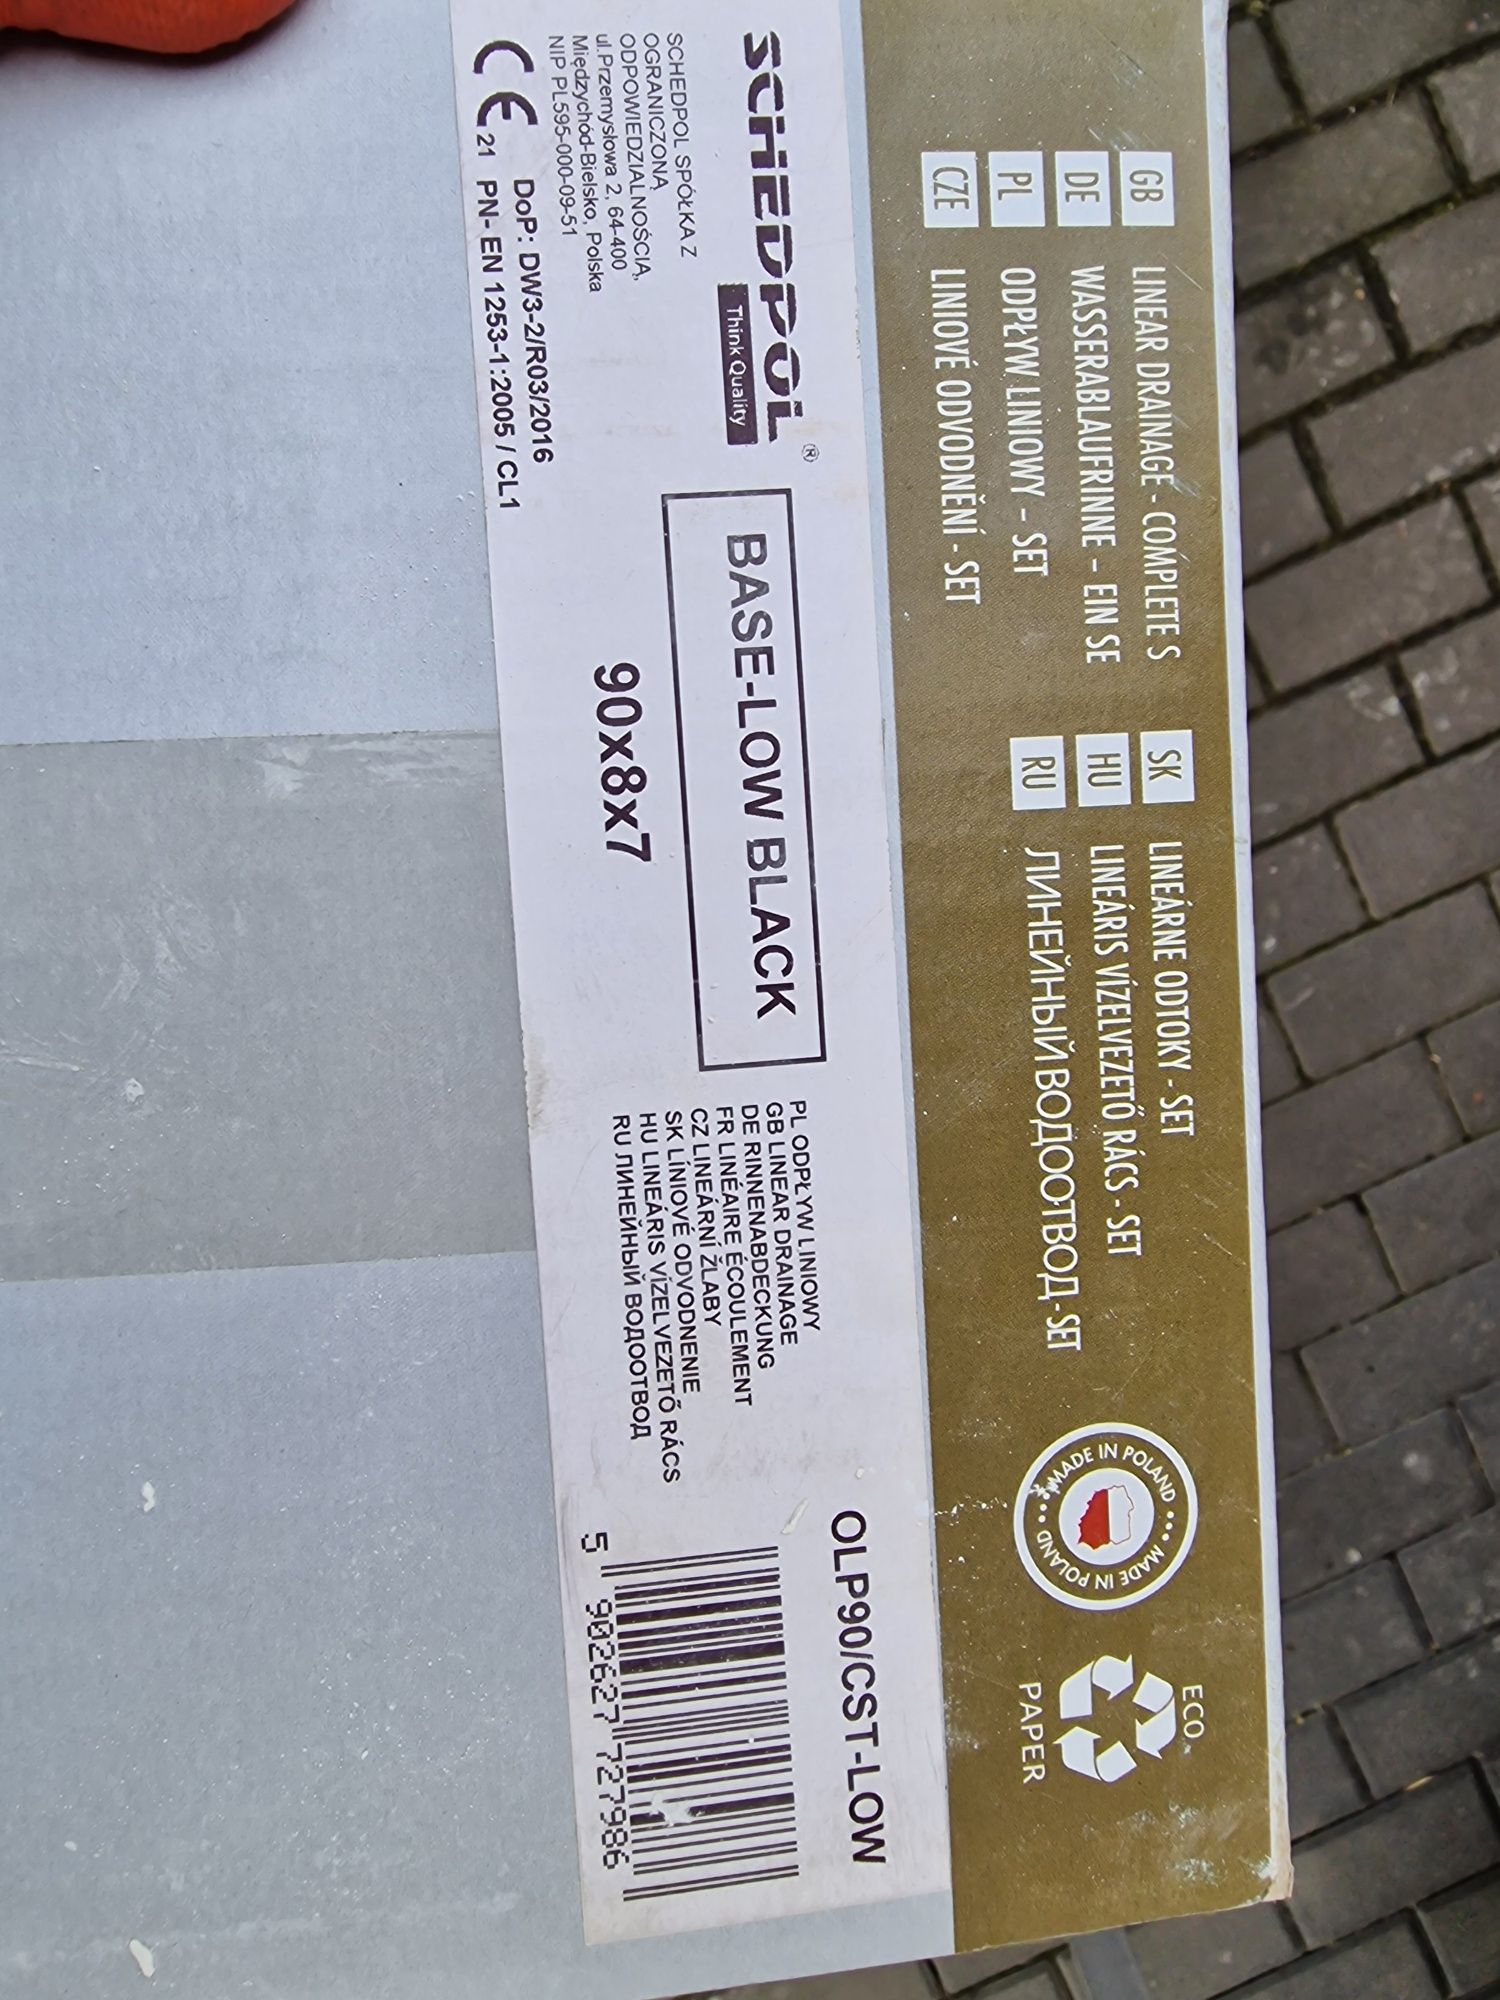 GB LINEAR DRAINAGE - COMPLETE S
DE WASSERABLAUFRINNE - EIN SE
PL ODPŁYW LINIOWY - SET
CZE LINIOVÉ ODVODNĚNÍ - SET
SK LINEÁRNE ODTOKY - SET
HU LINEÁRIS VÍZELVEZETŐ RÁCS - SET
RU ЛИНЕЙНЫЙ ВОДООТВОД - SET
MADE IN POLAND ••• MADE IN POLAND •••
ECO
PAPER
SCHEDPOL®
Think Quality
SCHEDPOL SPÓŁKA Z
OGRANICZONĄ
ODPOWIEDZIALNOŚCIĄ,
ul.Przemysłowa 2, 64-400
Międzychód-Bielsko, Polska
NIP PL595-000-09-51
CE 21
DoP: DW3-2/R03/2016
PN- EN 1253-1:2005 / CL1
BASE-LOW BLACK
90x8x7
PL ODPŁYW LINIOWY
GB LINEAR DRAINAGE
DE RINNENABDECKUNG
FR LINÉAIRE ÉCOULEMENT
CZ LINEÁRNÍ ŽLABY
SK LÍNIOVÉ ODVODNENIE
HU LINEÁRIS VÍZELVEZETŐ RÁCS
RU ЛИНЕЙНЫЙ ВОДООТВОД
OLP90/CST-LOW
5 902627 727986